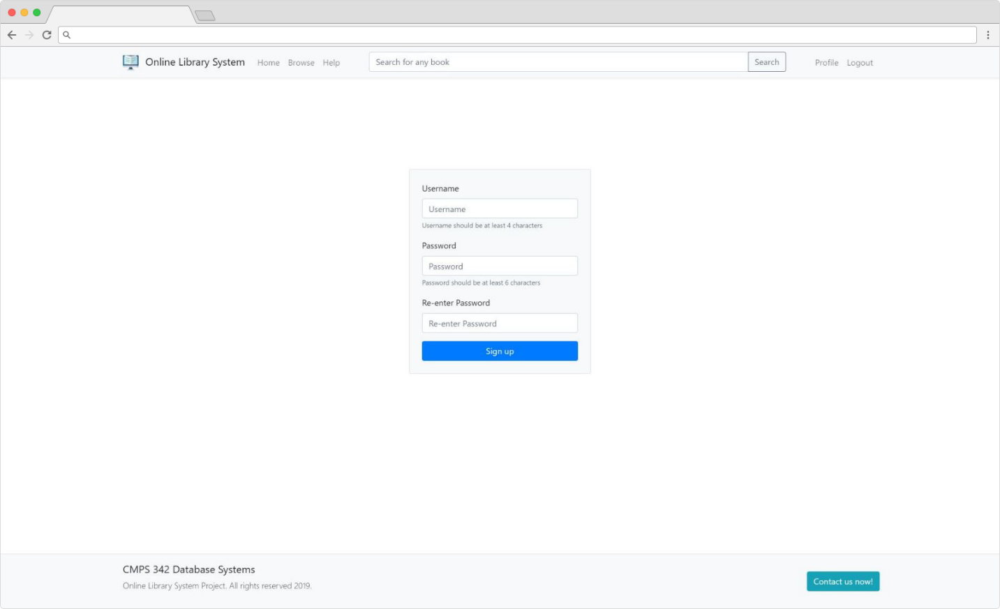 Online Library System Home Browse Help Search for any book Search Profile Logout
Username
Username
Username should be at least 4 characters
Password
Password
Password should be at least 6 characters
Re-enter Password
Re-enter Password
Sign up
CMPS 342 Database Systems
Online Library System Project. All rights reserved 2019.
Contact us now!